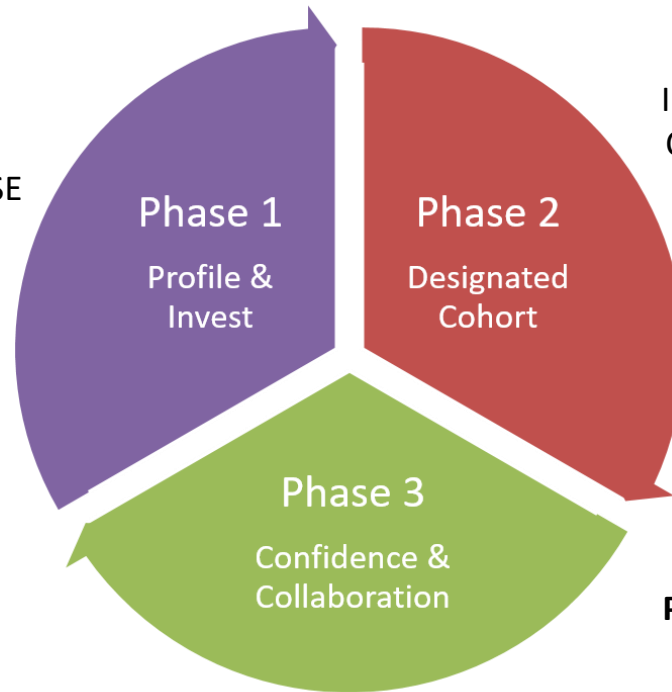 Phase 1
Profile &
Invest
Phase 2
Designated
Cohort
Phase 3
Confidence &
Collaboration